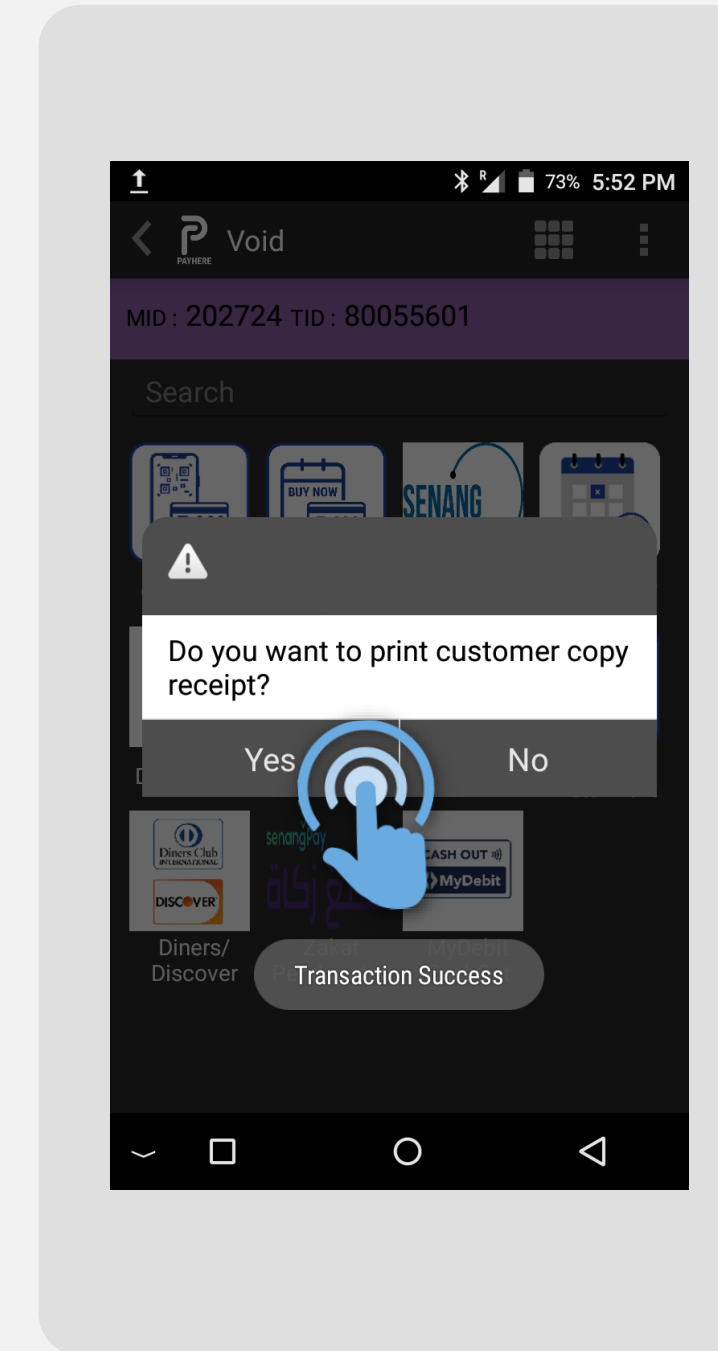 R 73% 5:52 PM
PAYHERE Void
MID : 202724 TID : 80055601
Search
BUY NOW
SENANG
Do you want to print customer copy
receipt?
Yes No
Diners Club
INTERNATIONAL
DISCOVER
senangPay
CASH OUT
MyDebit
Diners/ Zakat MyDebit
Discover
Transaction Success